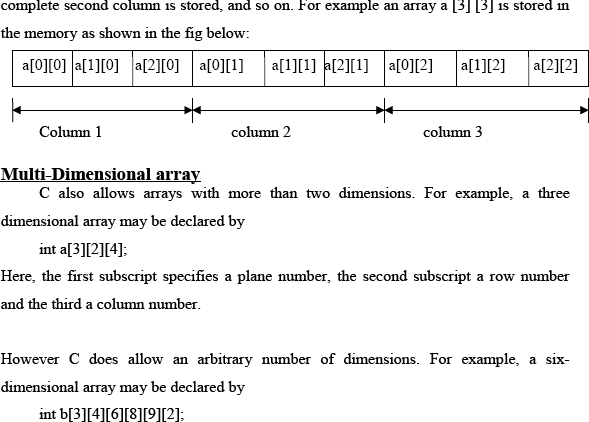 complete second column is stored, and so on. For example an array a [3] [3] is stored in
the memory as shown in the fig below:
a[0][0] a[1][0] a[2][0] a[0][1] a[1][1] a[2][1] a[0][2] a[1][2] a[2][2]
Column 1 column 2 column 3
Multi-Dimensional array
C also allows arrays with more than two dimensions. For example, a three
dimensional array may be declared by
int a[3][2][4];
Here, the first subscript specifies a plane number, the second subscript a row number
and the third a column number.
However C does allow an arbitrary number of dimensions. For example, a six-
dimensional array may be declared by
int b[3][4][6][8][9][2];